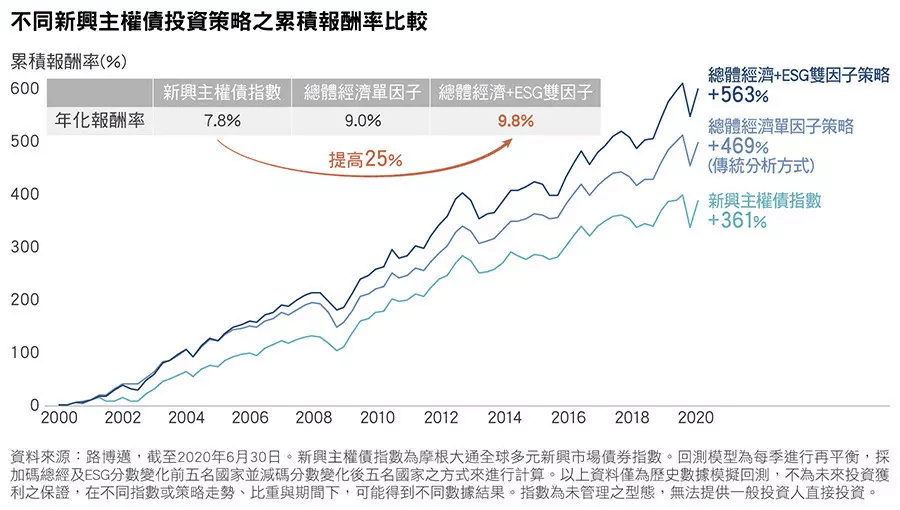 不同新興主權債投資策略之累積報酬率比較
累積報酬率(%)
新興主權債指數 總體經濟單因子 總體經濟+ESG雙因子
年化報酬率 7.8% 9.0% 9.8%
提高25%
600
500
400
300
200
100
0
2000 2002 2004 2006 2008 2010 2012 2014 2016 2018 2020
總體經濟+ESG雙因子策略
+563%
總體經濟單因子策略
+469%
(傳統分析方式)
新興主權債指數
+361%
資料來源：路博邁，截至2020年6月30日。新興主權債指數為摩根大通全球多元新興市場債券指數。回測模型為每季進行再平衡，採
加碼總經及ESG分數變化前五名國家並減碼分數變化後五名國家之方式來進行計算。以上資料僅為歷史數據模擬回測，不為未來投資獲
利之保證，在不同指數或策略走勢、比重與期間下，可能得到不同數據結果。指數為未管理之型態，無法提供一般投資人直接投資。